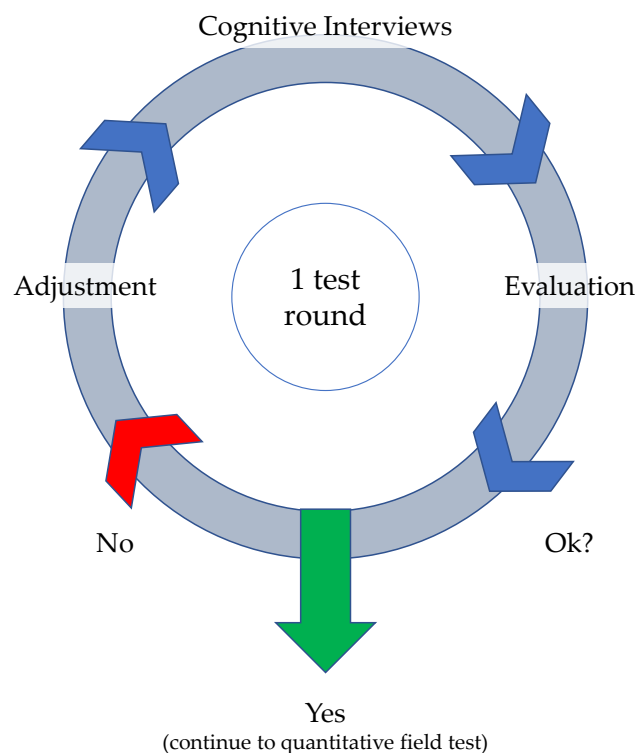 Cognitive Interviews
Adjustment
1 test
round
Evaluation
No
Ok?
Yes
(continue to quantitative field test)